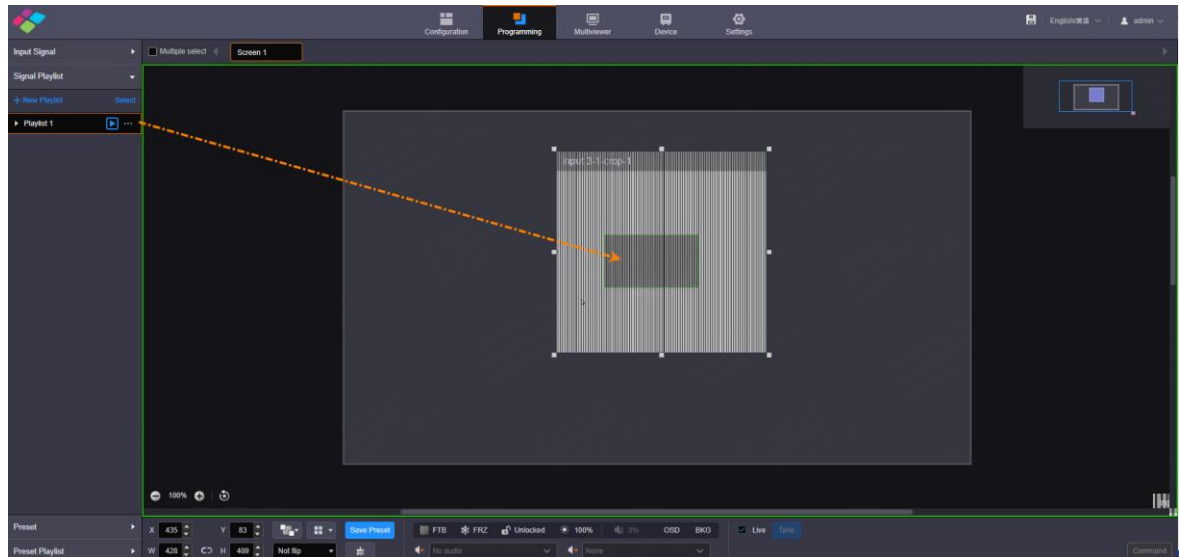 Configuration Programming Multiviewer Device Settings English/英语 admin
Input Signal Multiple select Screen 1
Signal Playlist
+ New Playlist Select
Playlist 1 ...
input 3-1-crop-1
100%
Preset X 435 Y 83 Save Preset FTB FRZ Unlocked 100% 0% OSD BKG Live Take
Preset Playlist W 428 H 409 Not flip No audio None Command